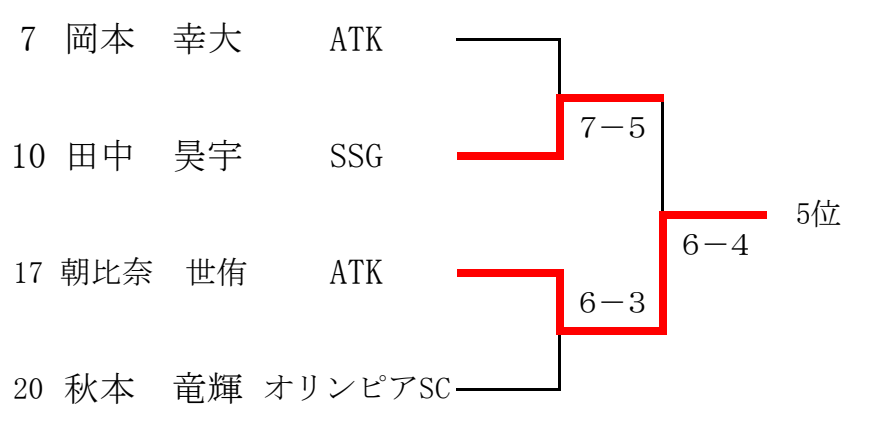 7 岡本 幸大 ATK
7－5
10 田中 昊宇 SSG
5位
6－4
17 朝比奈 世侑 ATK
6－3
20 秋本 竜輝 オリンピアSC